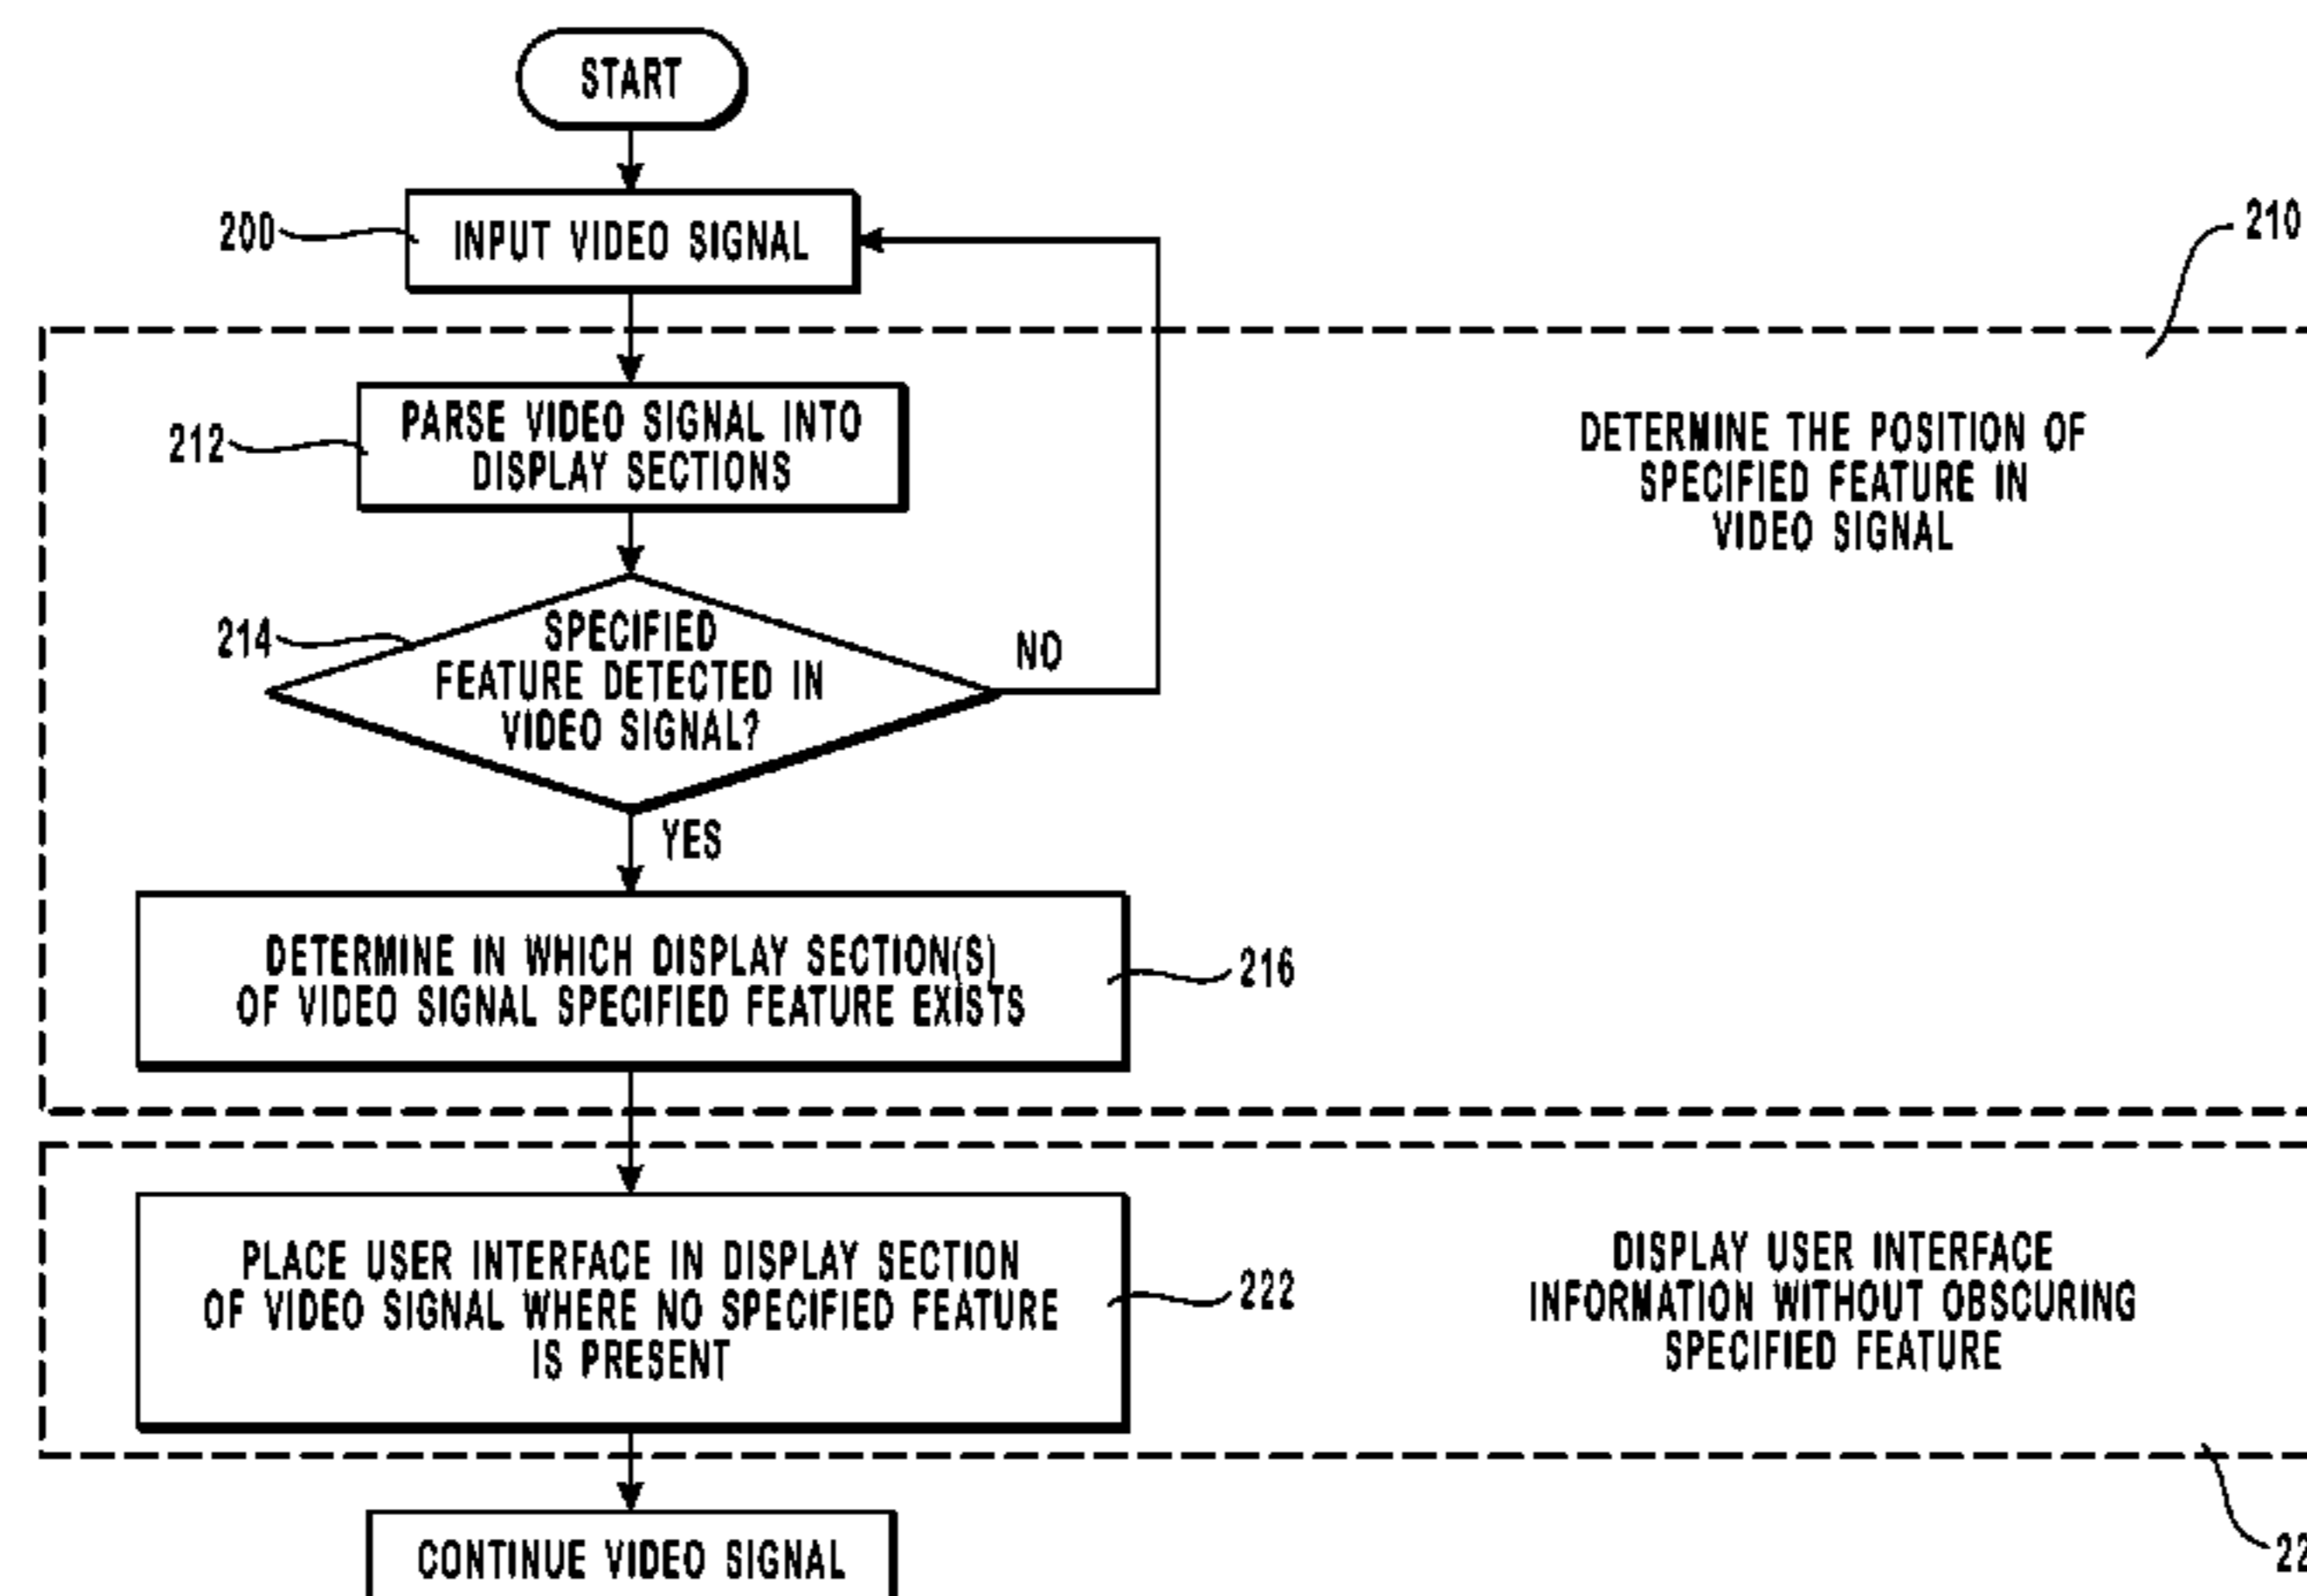 START
200
INPUT VIDEO SIGNAL
210
212
PARSE VIDEO SIGNAL INTO
DISPLAY SECTIONS
DETERMINE THE POSITION OF
SPECIFIED FEATURE IN
VIDEO SIGNAL
214
SPECIFIED
FEATURE DETECTED IN
VIDEO SIGNAL?
NO
YES
DETERMINE IN WHICH DISPLAY SECTION(S)
OF VIDEO SIGNAL SPECIFIED FEATURE EXISTS
216
PLACE USER INTERFACE IN DISPLAY SECTION
OF VIDEO SIGNAL WHERE NO SPECIFIED FEATURE
IS PRESENT
222
DISPLAY USER INTERFACE
INFORMATION WITHOUT OBSCURING
SPECIFIED FEATURE
CONTINUE VIDEO SIGNAL